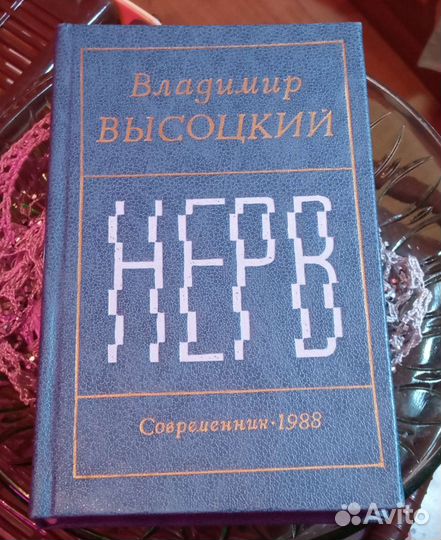 Владимир
ВЫСОЦКИЙ
НЕРВ
Современник·1988
Avito